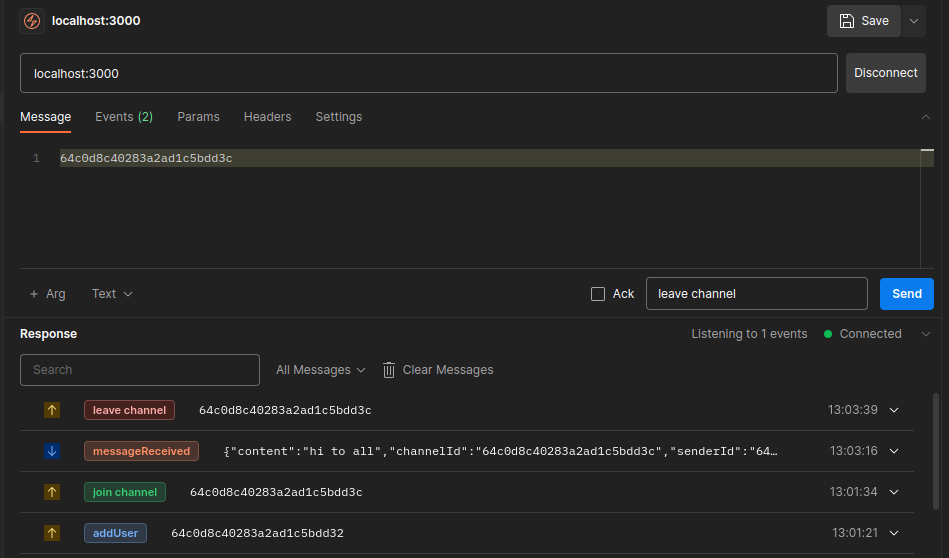 localhost:3000
Save
localhost:3000
Disconnect
Message Events (2) Params Headers Settings
1 64c0d8c40283a2ad1c5bdd3c
+ Arg Text Ack leave channel Send
Response Listening to 1 events Connected
Search All Messages Clear Messages
leave channel 64c0d8c40283a2ad1c5bdd3c 13:03:39
messageReceived {"content":"hi to all","channelId":"64c0d8c40283a2ad1c5bdd3c","senderId":"64… 13:03:16
join channel 64c0d8c40283a2ad1c5bdd3c 13:01:34
addUser 64c0d8c40283a2ad1c5bdd32 13:01:21